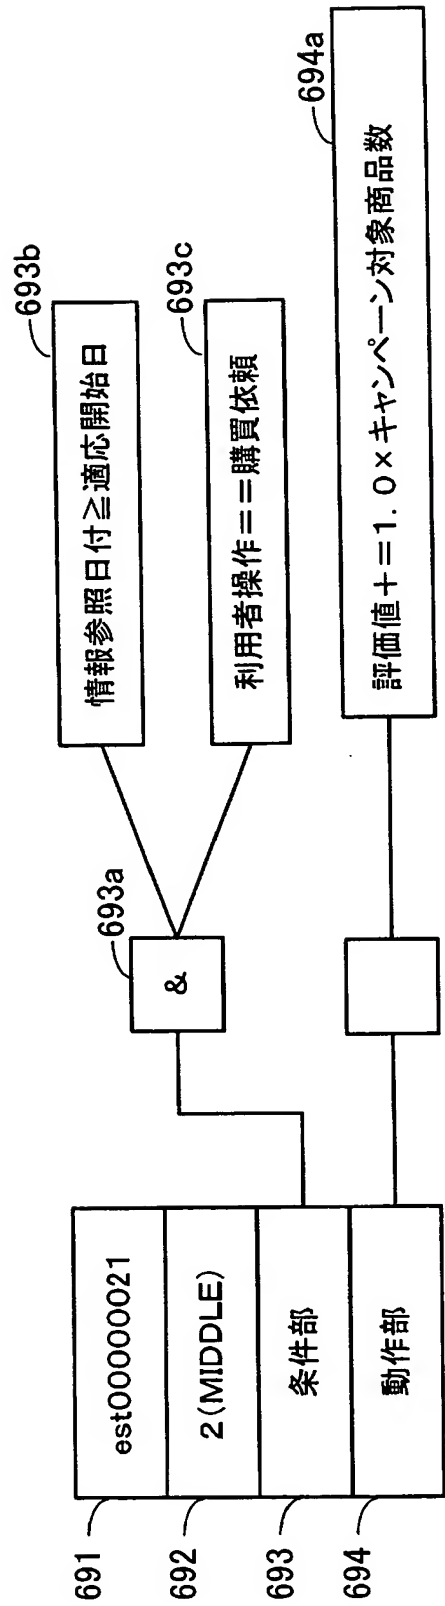 691
est00000021
692
2(MIDDLE)
693
条件部
694
動作部
693a
&
693b
情報参照日付≧適応開始日
693c
利用者操作==購買依頼
694a
評価値+=1.0×キャンペーン対象商品数